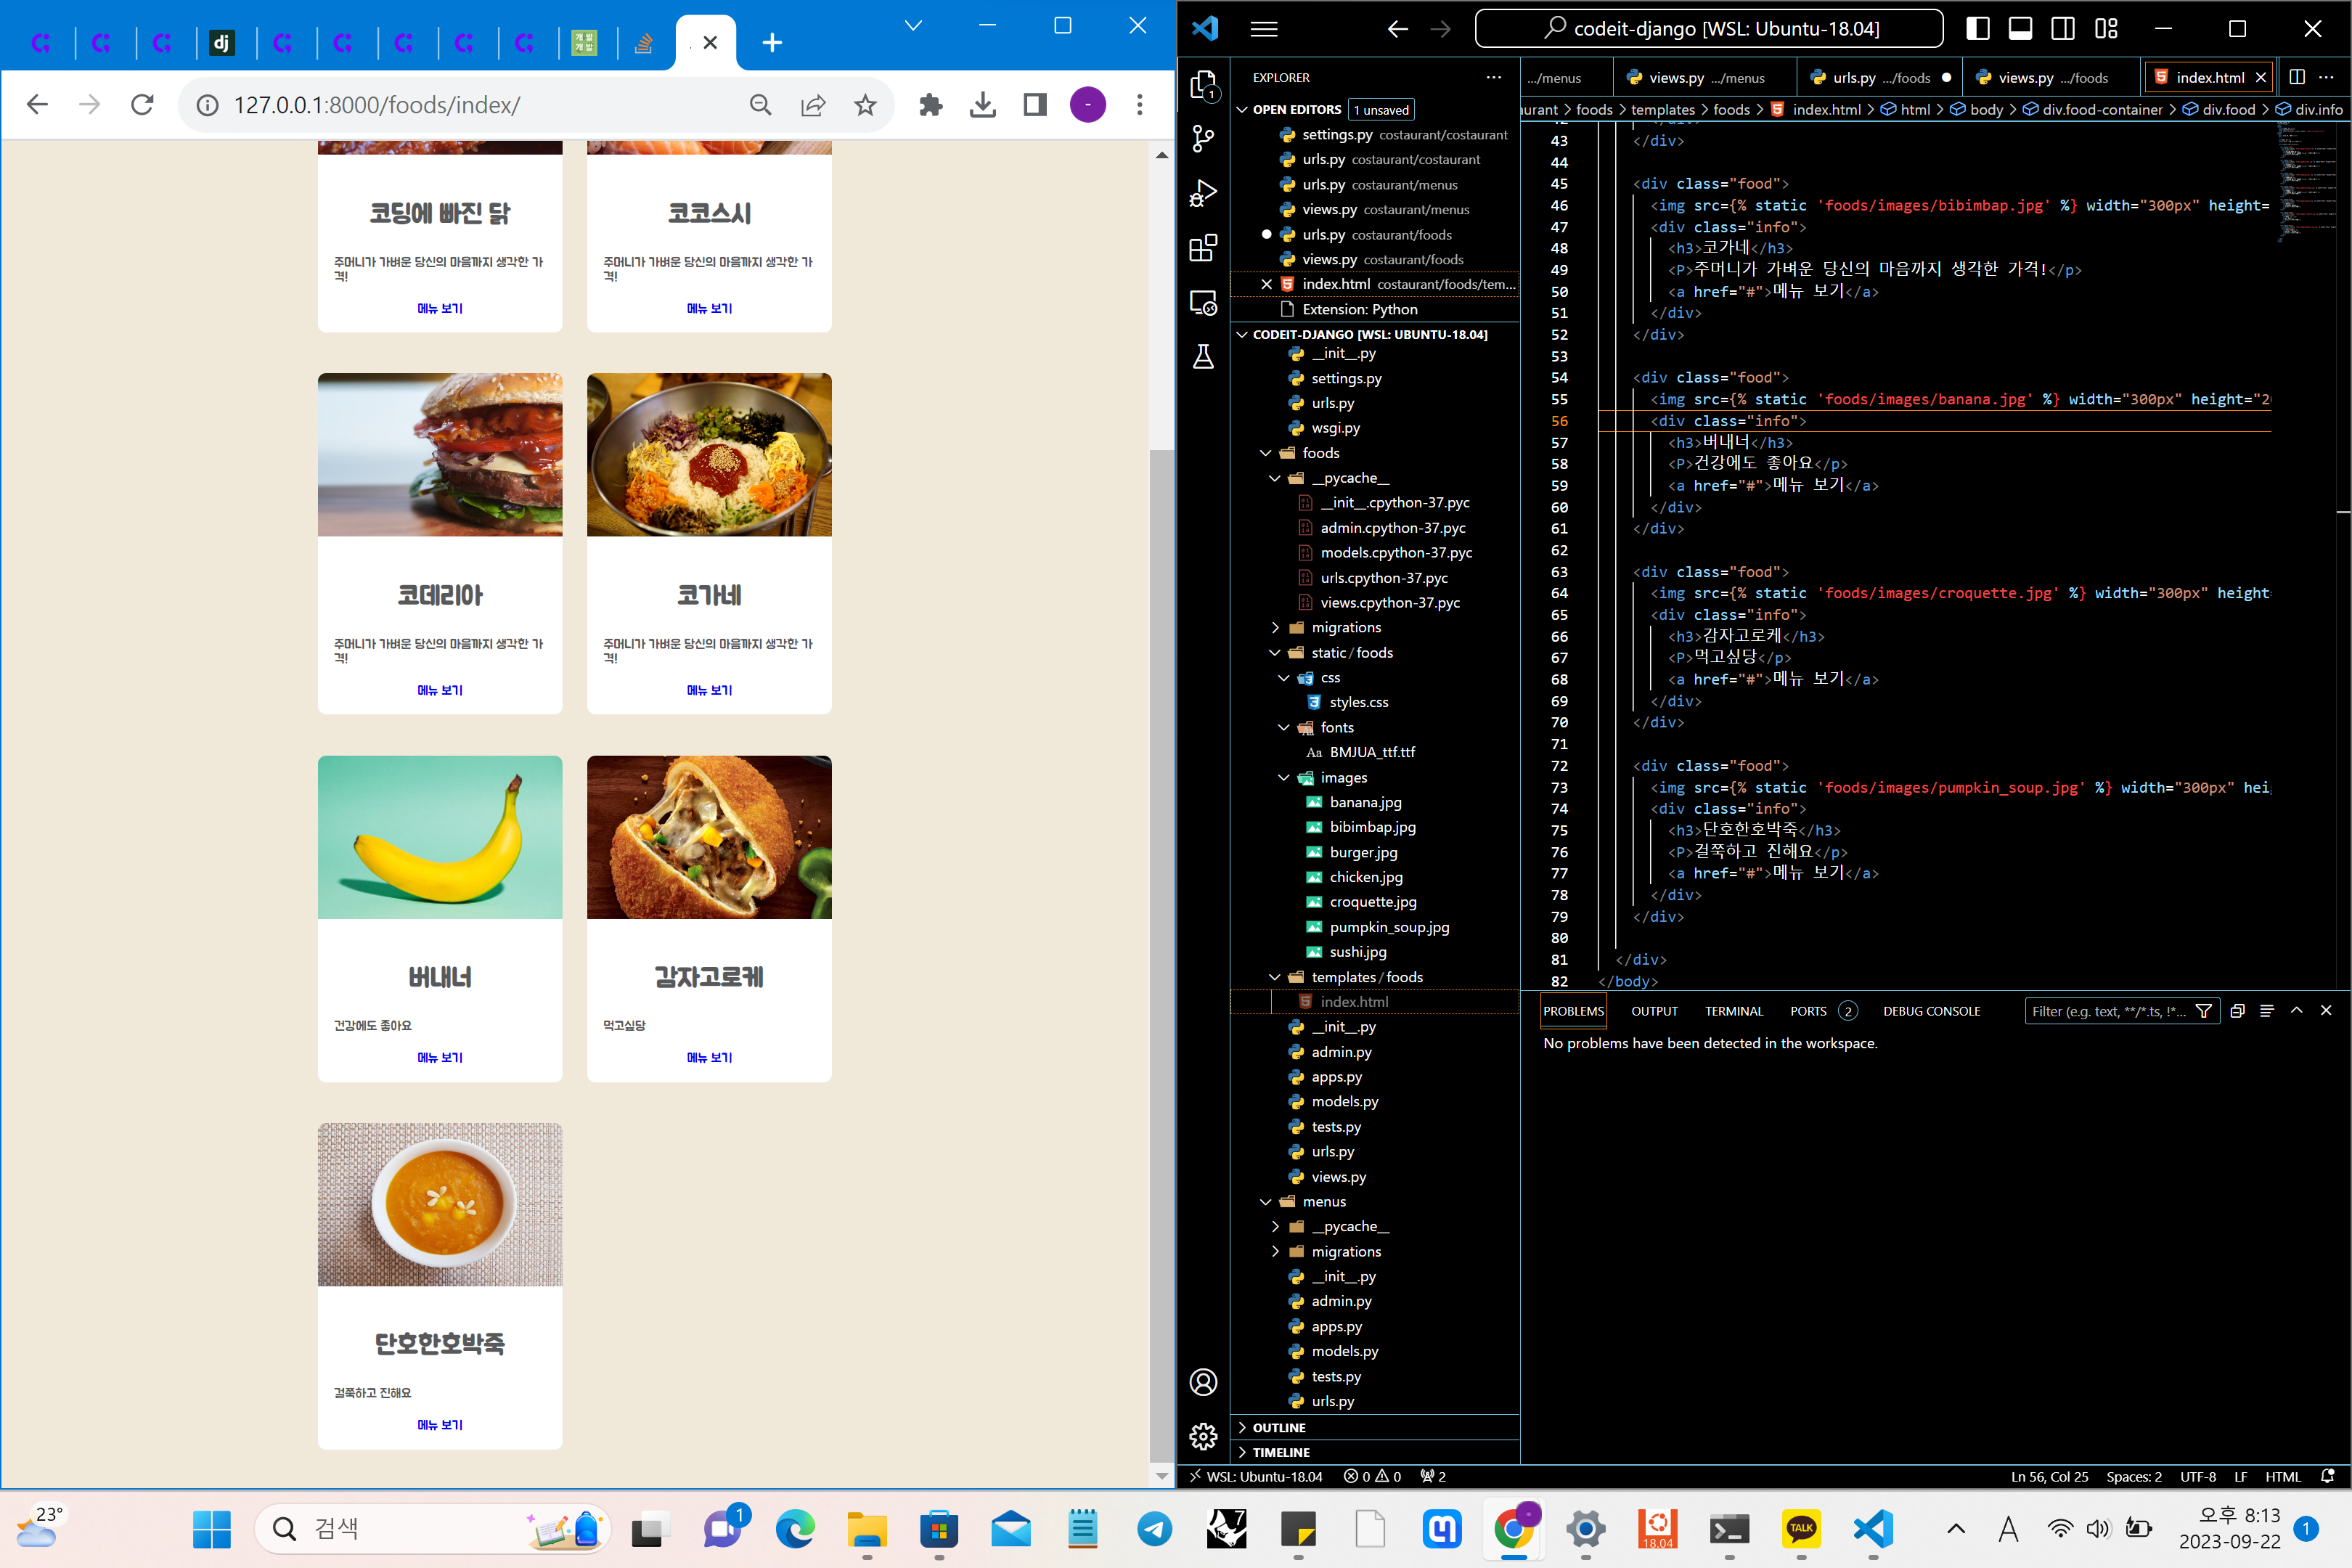 127.0.0.1:8000/foods/index/
코딩에 빠진 닭
주머니가 가벼운 당신의 마음까지 생각한 가
격!
메뉴 보기
코코스시
주머니가 가벼운 당신의 마음까지 생각한 가
격!
메뉴 보기
코데리아
주머니가 가벼운 당신의 마음까지 생각한 가
격!
메뉴 보기
코가네
주머니가 가벼운 당신의 마음까지 생각한 가
격!
메뉴 보기
버내너
건강에도 좋아요
메뉴 보기
감자고로케
먹고싶당
메뉴 보기
단호한호박죽
걸쭉하고 진해요
메뉴 보기
codeit-django [WSL: Ubuntu-18.04]
EXPLORER
OPEN EDITORS 1 unsaved
settings.py costaurant/costaurant
urls.py costaurant/costaurant
urls.py costaurant/menus
views.py costaurant/menus
urls.py costaurant/foods
views.py costaurant/foods
index.html costaurant/foods/tem...
Extension: Python
CODEIT-DJANGO [WSL: UBUNTU-18.04]
__init__.py
settings.py
urls.py
wsgi.py
foods
__pycache__
__init__.cpython-37.pyc
admin.cpython-37.pyc
models.cpython-37.pyc
urls.cpython-37.pyc
views.cpython-37.pyc
migrations
static/foods
css
styles.css
fonts
BMJUA_ttf.ttf
images
banana.jpg
bibimbap.jpg
burger.jpg
chicken.jpg
croquette.jpg
pumpkin_soup.jpg
sushi.jpg
templates/foods
index.html
__init__.py
admin.py
apps.py
models.py
tests.py
urls.py
views.py
menus
__pycache__
migrations
__init__.py
admin.py
apps.py
models.py
tests.py
urls.py
OUTLINE
TIMELINE
.../menus views.py .../menus urls.py .../foods views.py .../foods index.html
urant > foods > templates > foods > index.html > html > body > div.food-container > div.food > div.info
43 </div>
44
45 <div class="food">
46 <img src={% static 'foods/images/bibimbap.jpg' %} width="300px" height=
47 <div class="info">
48 <h3>코가네</h3>
49 <P>주머니가 가벼운 당신의 마음까지 생각한 가격!</p>
50 <a href="#">메뉴 보기</a>
51 </div>
52 </div>
53
54 <div class="food">
55 <img src={% static 'foods/images/banana.jpg' %} width="300px" height="2
56 <div class="info">
57 <h3>버내너</h3>
58 <P>건강에도 좋아요</p>
59 <a href="#">메뉴 보기</a>
60 </div>
61 </div>
62
63 <div class="food">
64 <img src={% static 'foods/images/croquette.jpg' %} width="300px" height
65 <div class="info">
66 <h3>감자고로케</h3>
67 <P>먹고싶당</p>
68 <a href="#">메뉴 보기</a>
69 </div>
70 </div>
71
72 <div class="food">
73 <img src={% static 'foods/images/pumpkin_soup.jpg' %} width="300px" hei
74 <div class="info">
75 <h3>단호한호박죽</h3>
76 <P>걸쭉하고 진해요</p>
77 <a href="#">메뉴 보기</a>
78 </div>
79 </div>
80
81 </div>
82 </body>
PROBLEMS OUTPUT TERMINAL PORTS 2 DEBUG CONSOLE Filter (e.g. text, **/*.ts, !*...
No problems have been detected in the workspace.
WSL: Ubuntu-18.04 0 0 2 Ln 56, Col 25 Spaces: 2 UTF-8 LF HTML
23°
검색
1
7
18.04
TALK
A
오후 8:13
2023-09-22
1